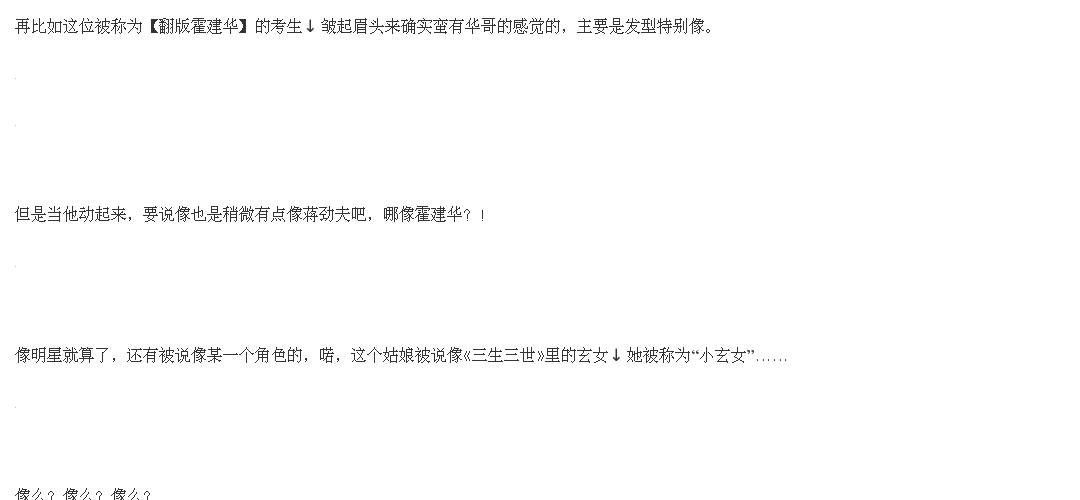 再比如这位被称为【翻版霍建华】的考生↓ 皱起眉头来确实蛮有华哥的感觉的，主要是发型特别像。
但是当他动起来，要说像也是稍微有点像蒋劲夫吧，哪像霍建华？！
像明星就算了，还有被说像某一个角色的，喏，这个姑娘被说像《三生三世》里的玄女↓ 她被称为“小玄女”……
像么？像么？像么？